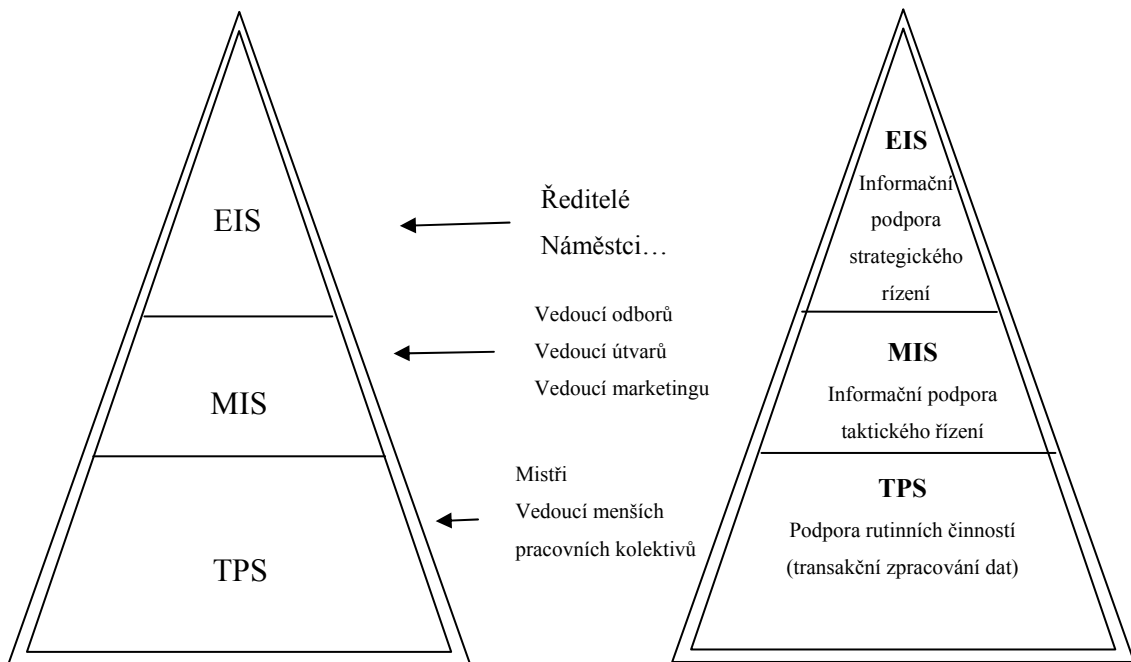 EIS
MIS
TPS
Ředitelé
Náměstci…
Vedoucí odborů
Vedoucí útvarů
Vedoucí marketingu
Mistři
Vedoucí menších
pracovních kolektivů
EIS
Informační
podpora
strategického
rízení
MIS
Informační podpora
taktického řízení
TPS
Podpora rutinních činností
(transakční zpracování dat)